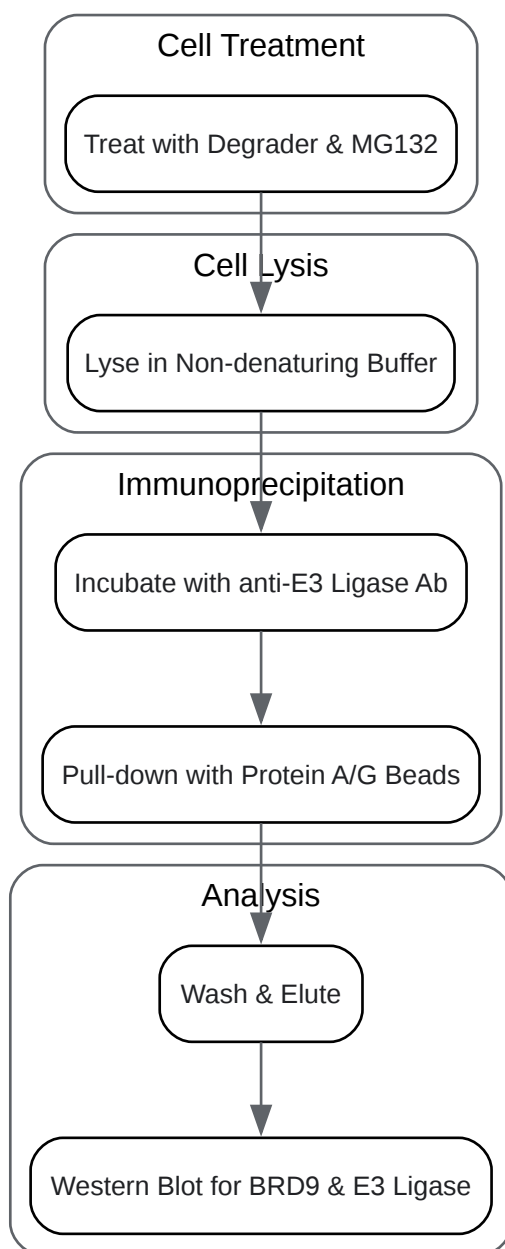 Cell Treatment
Treat with Degrader & MG132
Cell Lysis
Lyse in Non-denaturing Buffer
Immunoprecipitation
Incubate with anti-E3 Ligase Ab
Pull-down with Protein A/G Beads
Analysis
Wash & Elute
Western Blot for BRD9 & E3 Ligase